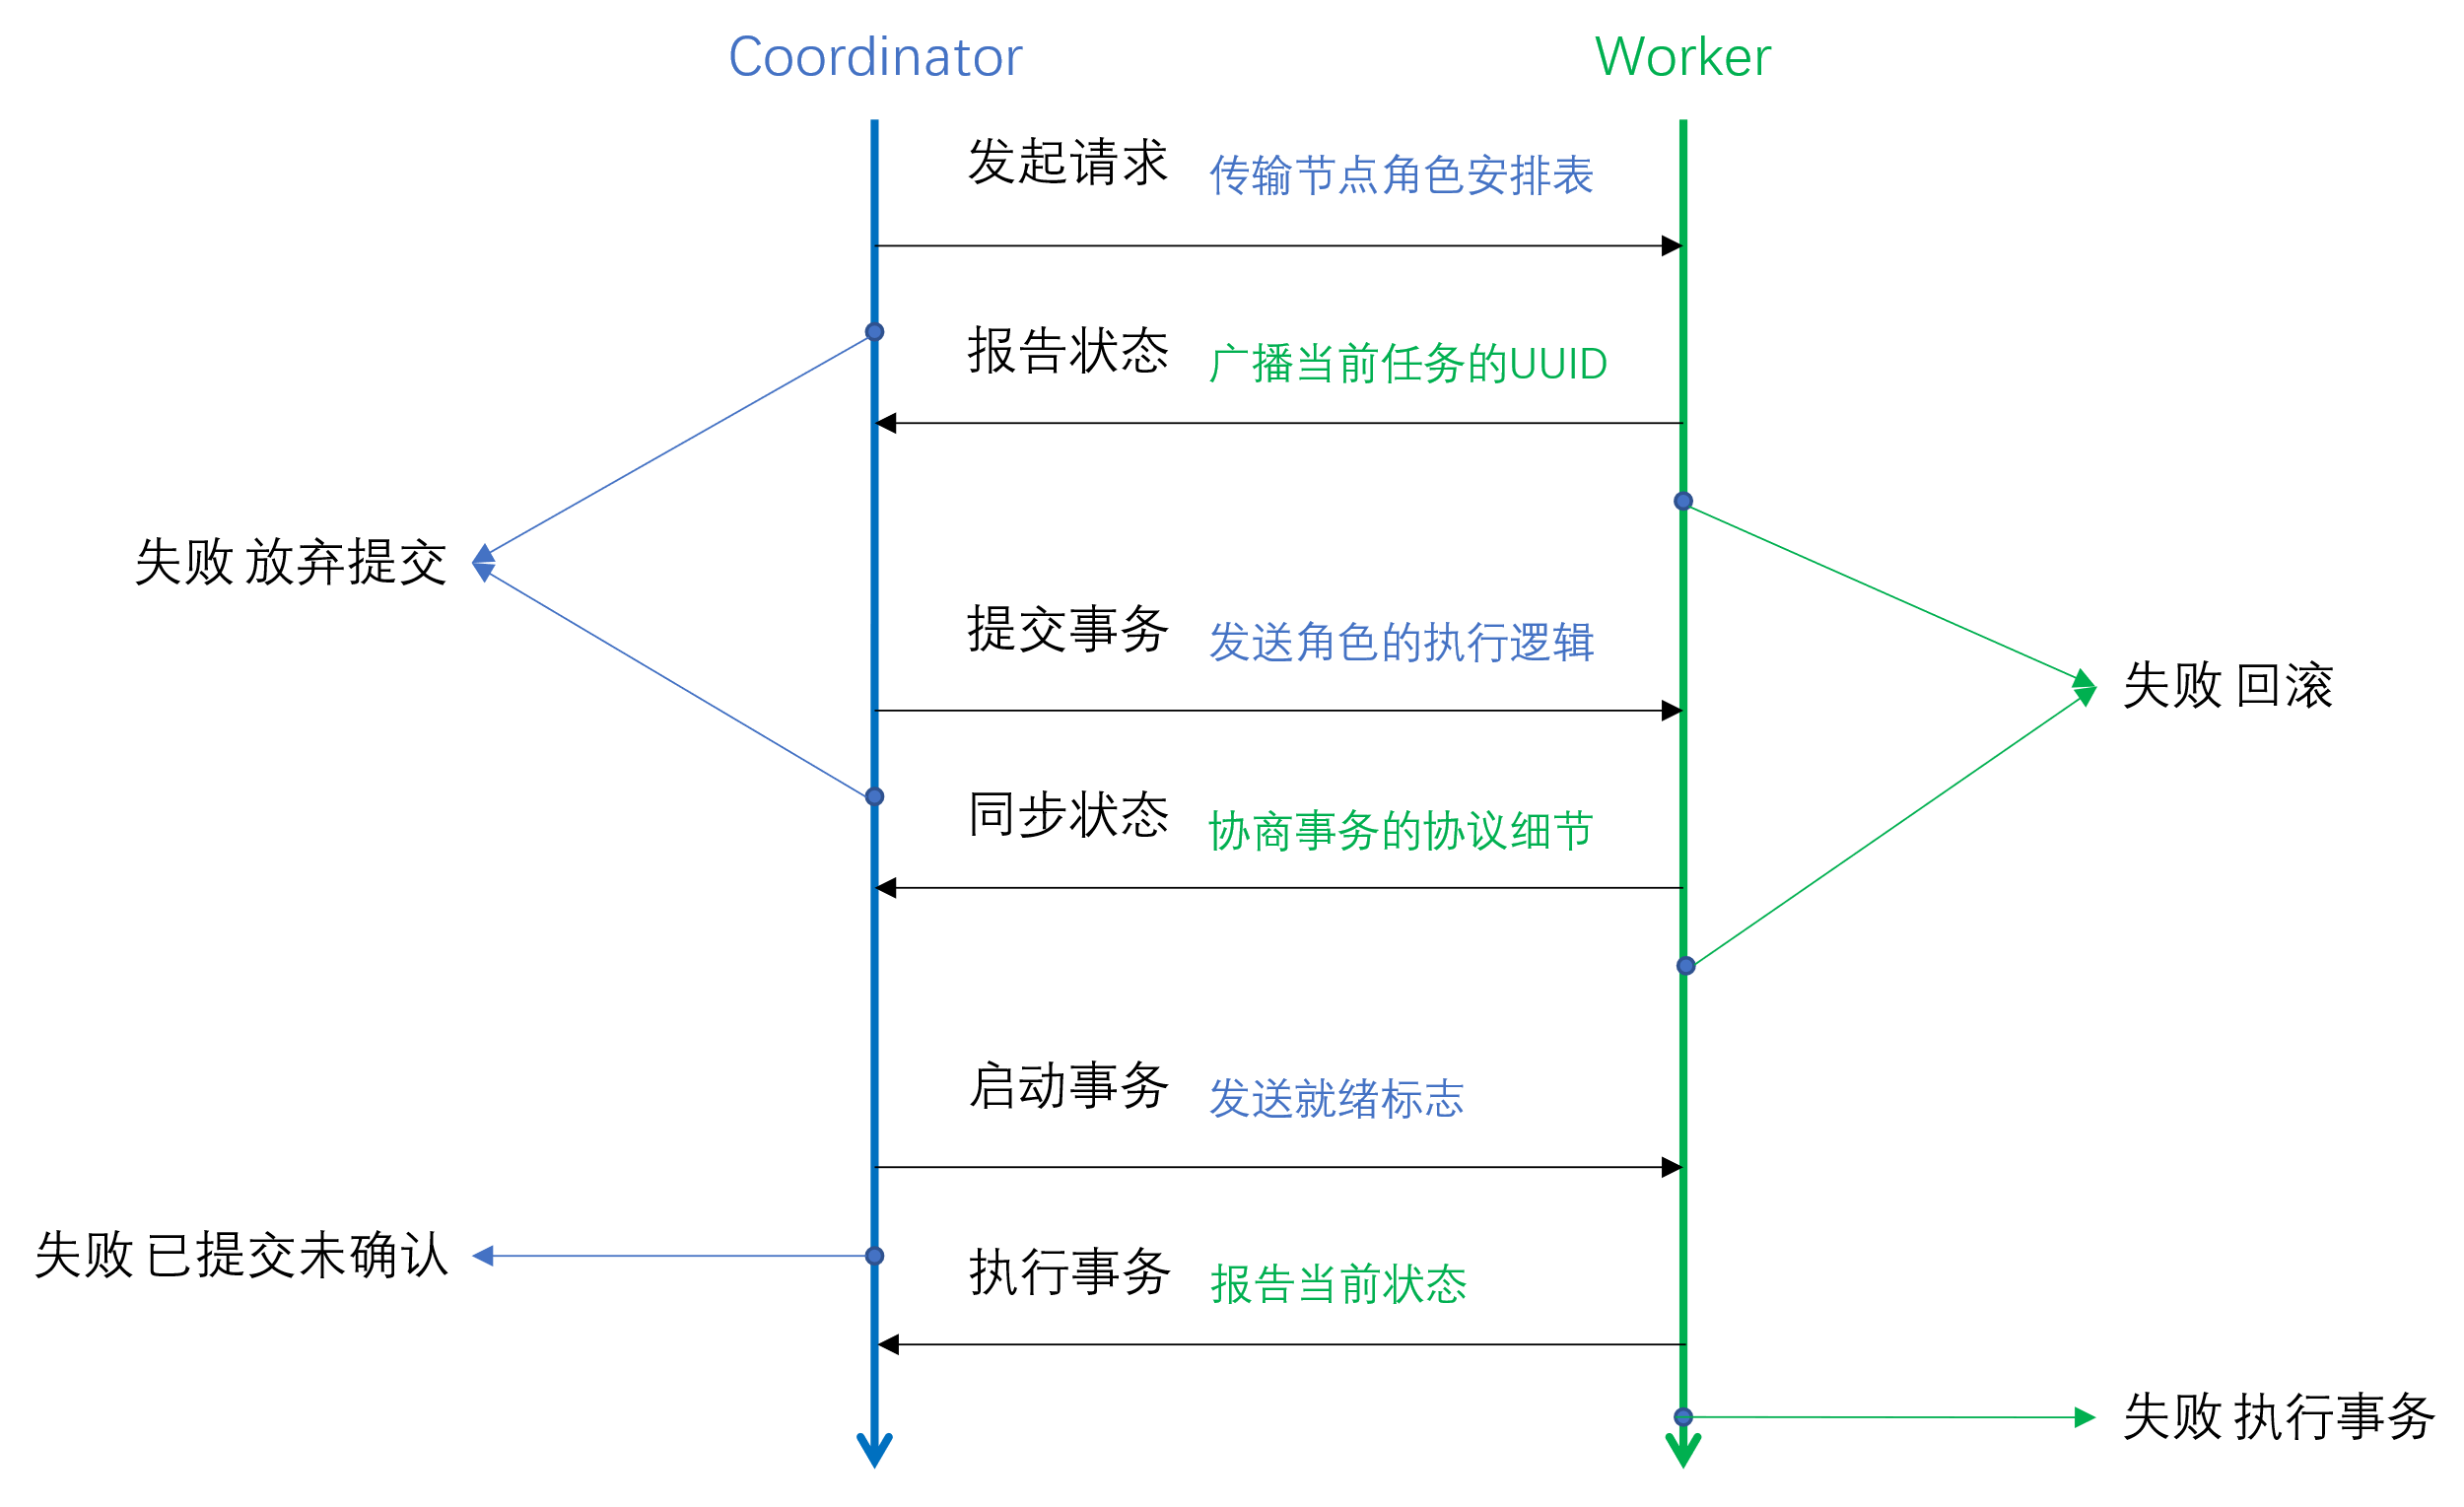 Coordinator
Worker
发起请求 传输节点角色安排表
报告状态 广播当前任务的UUID
失败 放弃提交
提交事务 发送角色的执行逻辑
失败 回滚
同步状态 协商事务的协议细节
启动事务 发送就绪标志
失败 已提交未确认
执行事务 报告当前状态
失败 执行事务